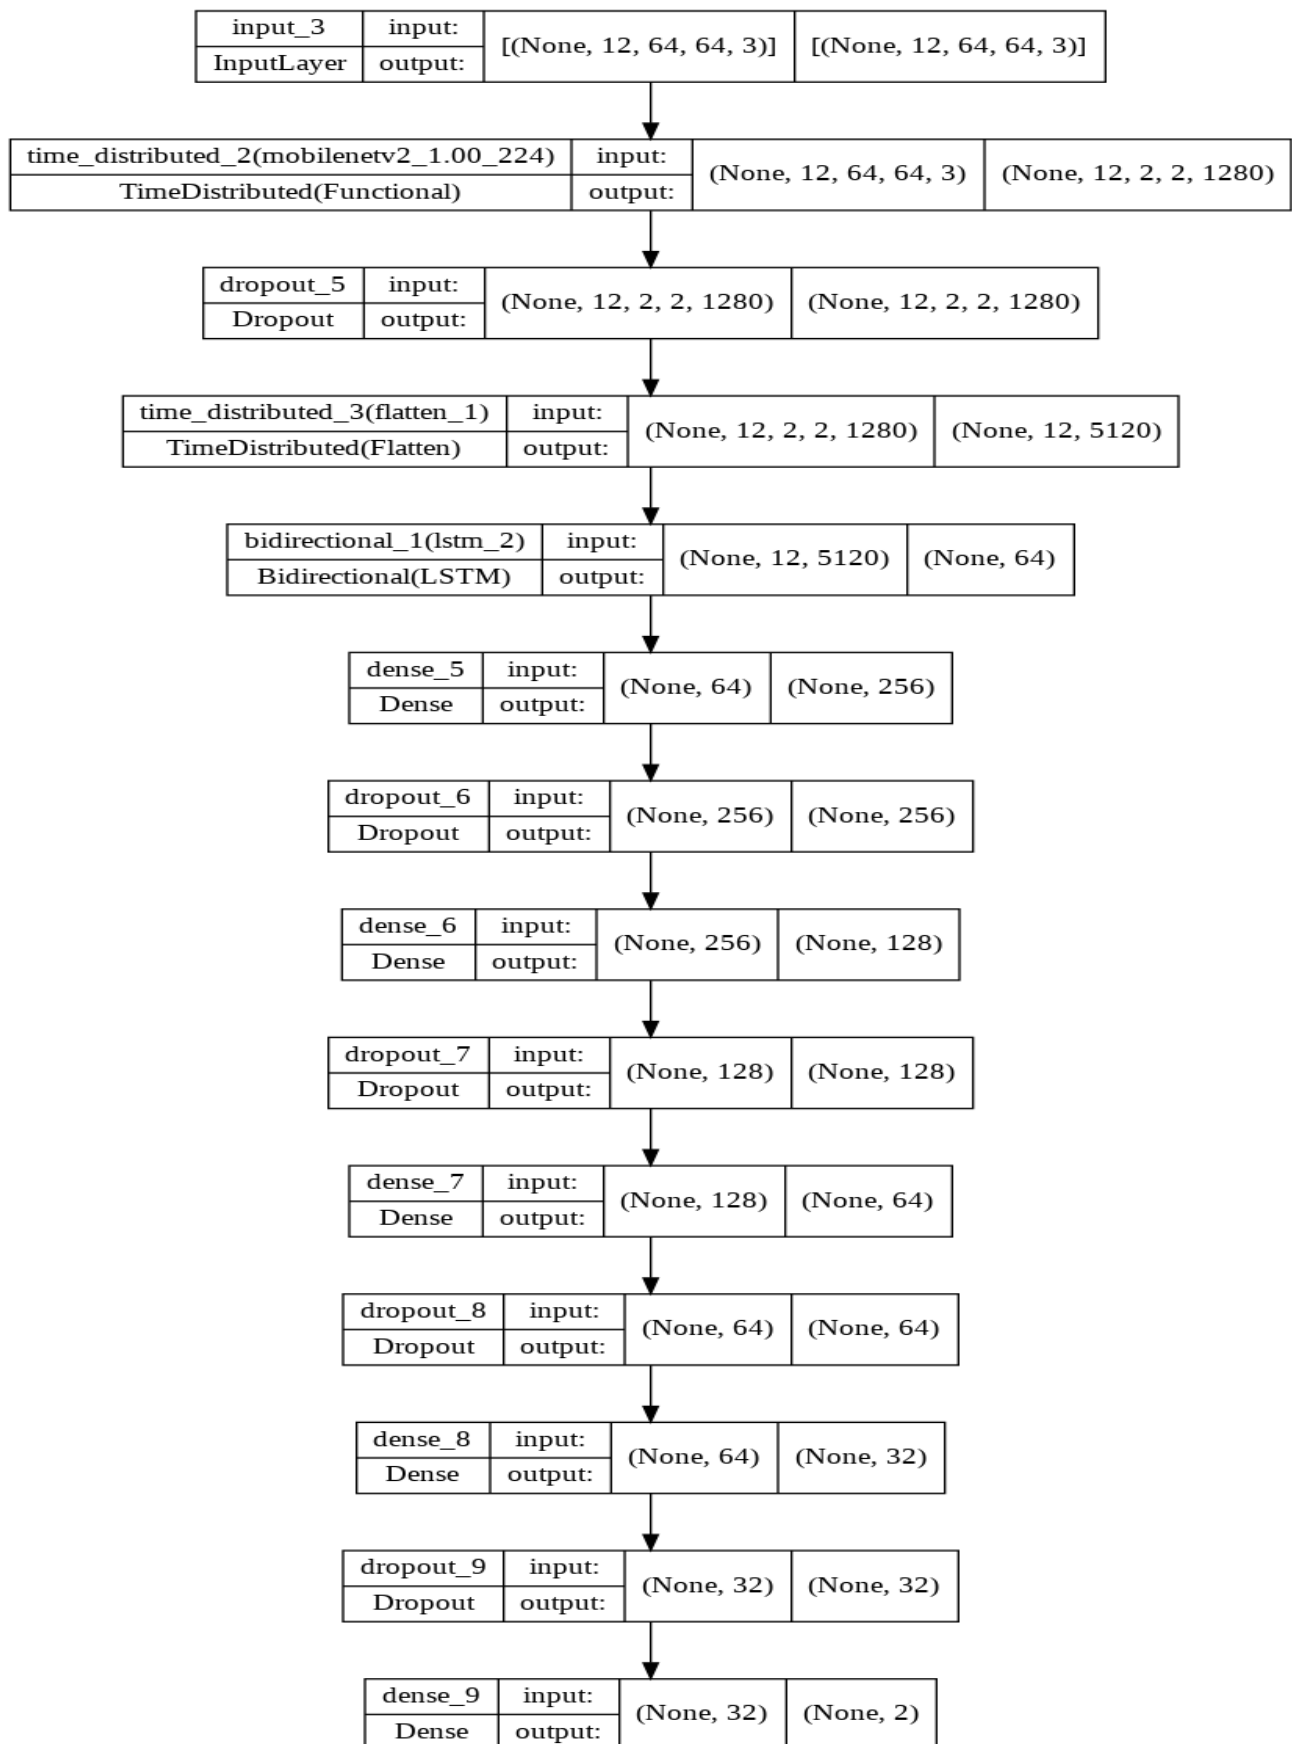 input_3 input: [(None, 12, 64, 64, 3)] [(None, 12, 64, 64, 3)]
InputLayer output:
time_distributed_2(mobilenetv2_1.00_224) input: (None, 12, 64, 64, 3) (None, 12, 2, 2, 1280)
TimeDistributed(Functional) output:
dropout_5 input: (None, 12, 2, 2, 1280) (None, 12, 2, 2, 1280)
Dropout output:
time_distributed_3(flatten_1) input: (None, 12, 2, 2, 1280) (None, 12, 5120)
TimeDistributed(Flatten) output:
bidirectional_1(lstm_2) input: (None, 12, 5120) (None, 64)
Bidirectional(LSTM) output:
dense_5 input: (None, 64) (None, 256)
Dense output:
dropout_6 input: (None, 256) (None, 256)
Dropout output:
dense_6 input: (None, 256) (None, 128)
Dense output:
dropout_7 input: (None, 128) (None, 128)
Dropout output:
dense_7 input: (None, 128) (None, 64)
Dense output:
dropout_8 input: (None, 64) (None, 64)
Dropout output:
dense_8 input: (None, 64) (None, 32)
Dense output:
dropout_9 input: (None, 32) (None, 32)
Dropout output:
dense_9 input: (None, 32) (None, 2)
Dense output: